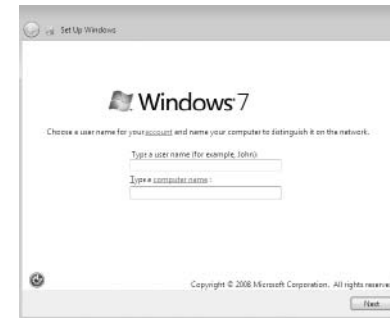 Set Up Windows
Windows 7
Choose a user name for your account and name your computer to distinguish it on the network.
Type a user name (for example, John):
Type a computer name :
Copyright © 2008 Microsoft Corporation. All rights reserve
Next